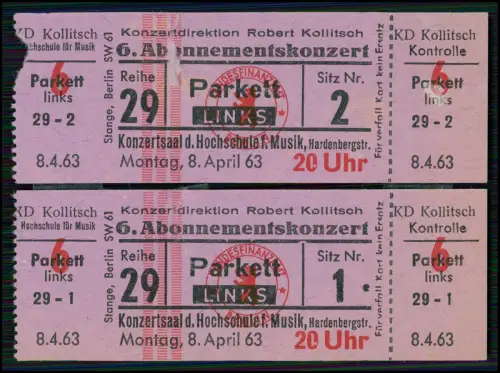 KD Kollitsch
Hochschule für Musik
6
Parkett
links
29 - 2
8.4.63
Stange, Berlin SW 61
Konzertdirektion Robert Kollitsch
6. Abonnementskonzert
Reihe
29
Parkett
LINKS
Sitz Nr.
2
Konzertsaal d. Hochschule f. Musik, Hardenbergstr.
Montag, 8. April 63
20 Uhr
Für verfall. Kart kein Ersatz
KD Kollitsch
Kontrolle
6
Parkett
links
29 - 2
8.4.63
KD Kollitsch
Hochschule für Musik
6
Parkett
links
29 - 1
8.4.63
Stange, Berlin SW 61
Konzertdirektion Robert Kollitsch
6. Abonnementskonzert
Reihe
29
Parkett
LINKS
Sitz Nr.
1
Konzertsaal d. Hochschule f. Musik, Hardenbergstr.
Montag, 8. April 63
20 Uhr
Für verfall. Kart kein Ersatz
KD Kollitsch
Kontrolle
6
Parkett
links
29 - 1
8.4.63